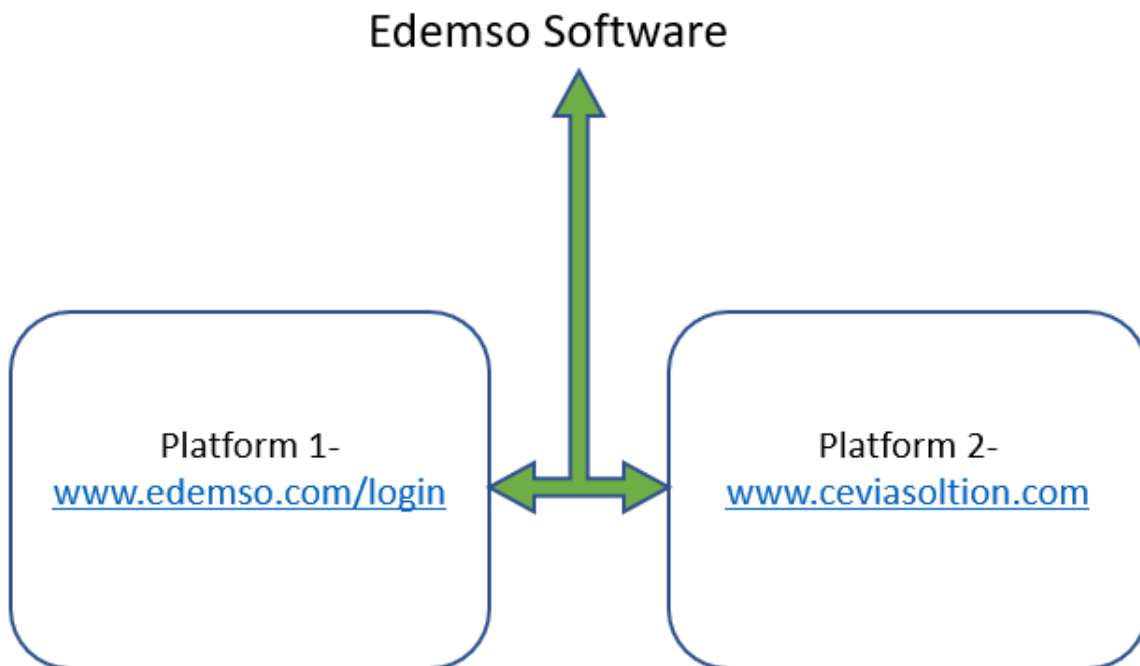 Edemso Software
Platform 1-
www.edemso.com/login
Platform 2-
www.ceviasoltion.com